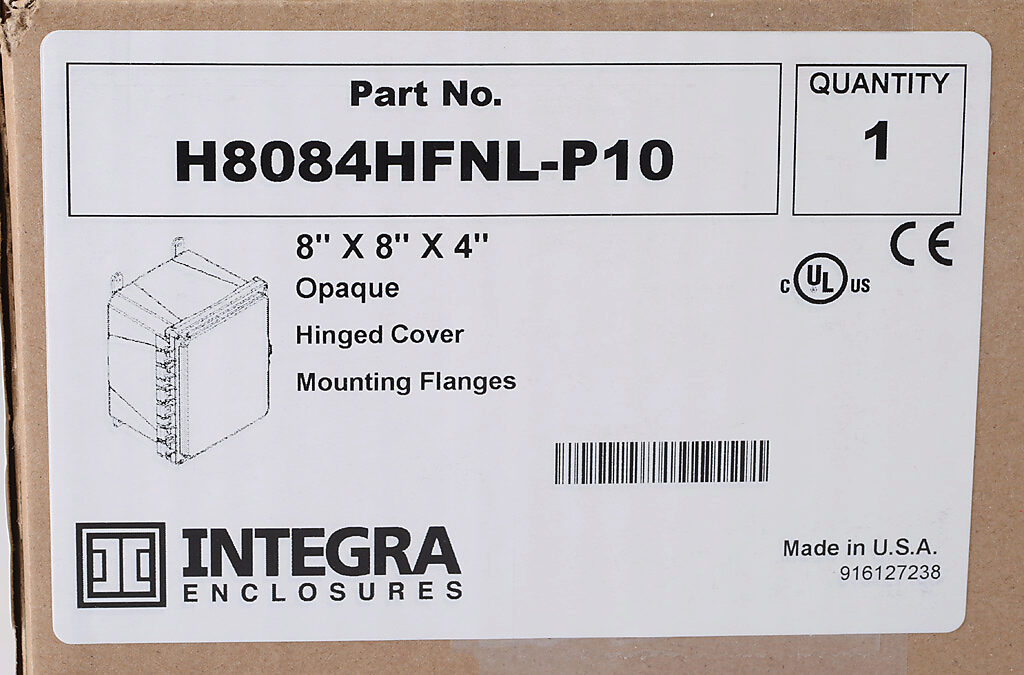 Part No.
H8084HFNL-P10
QUANTITY
1
8" X 8" X 4"
Opaque
Hinged Cover
Mounting Flanges
CE
C UL US
INTEGRA
ENCLOSURES
Made in U.S.A.
916127238